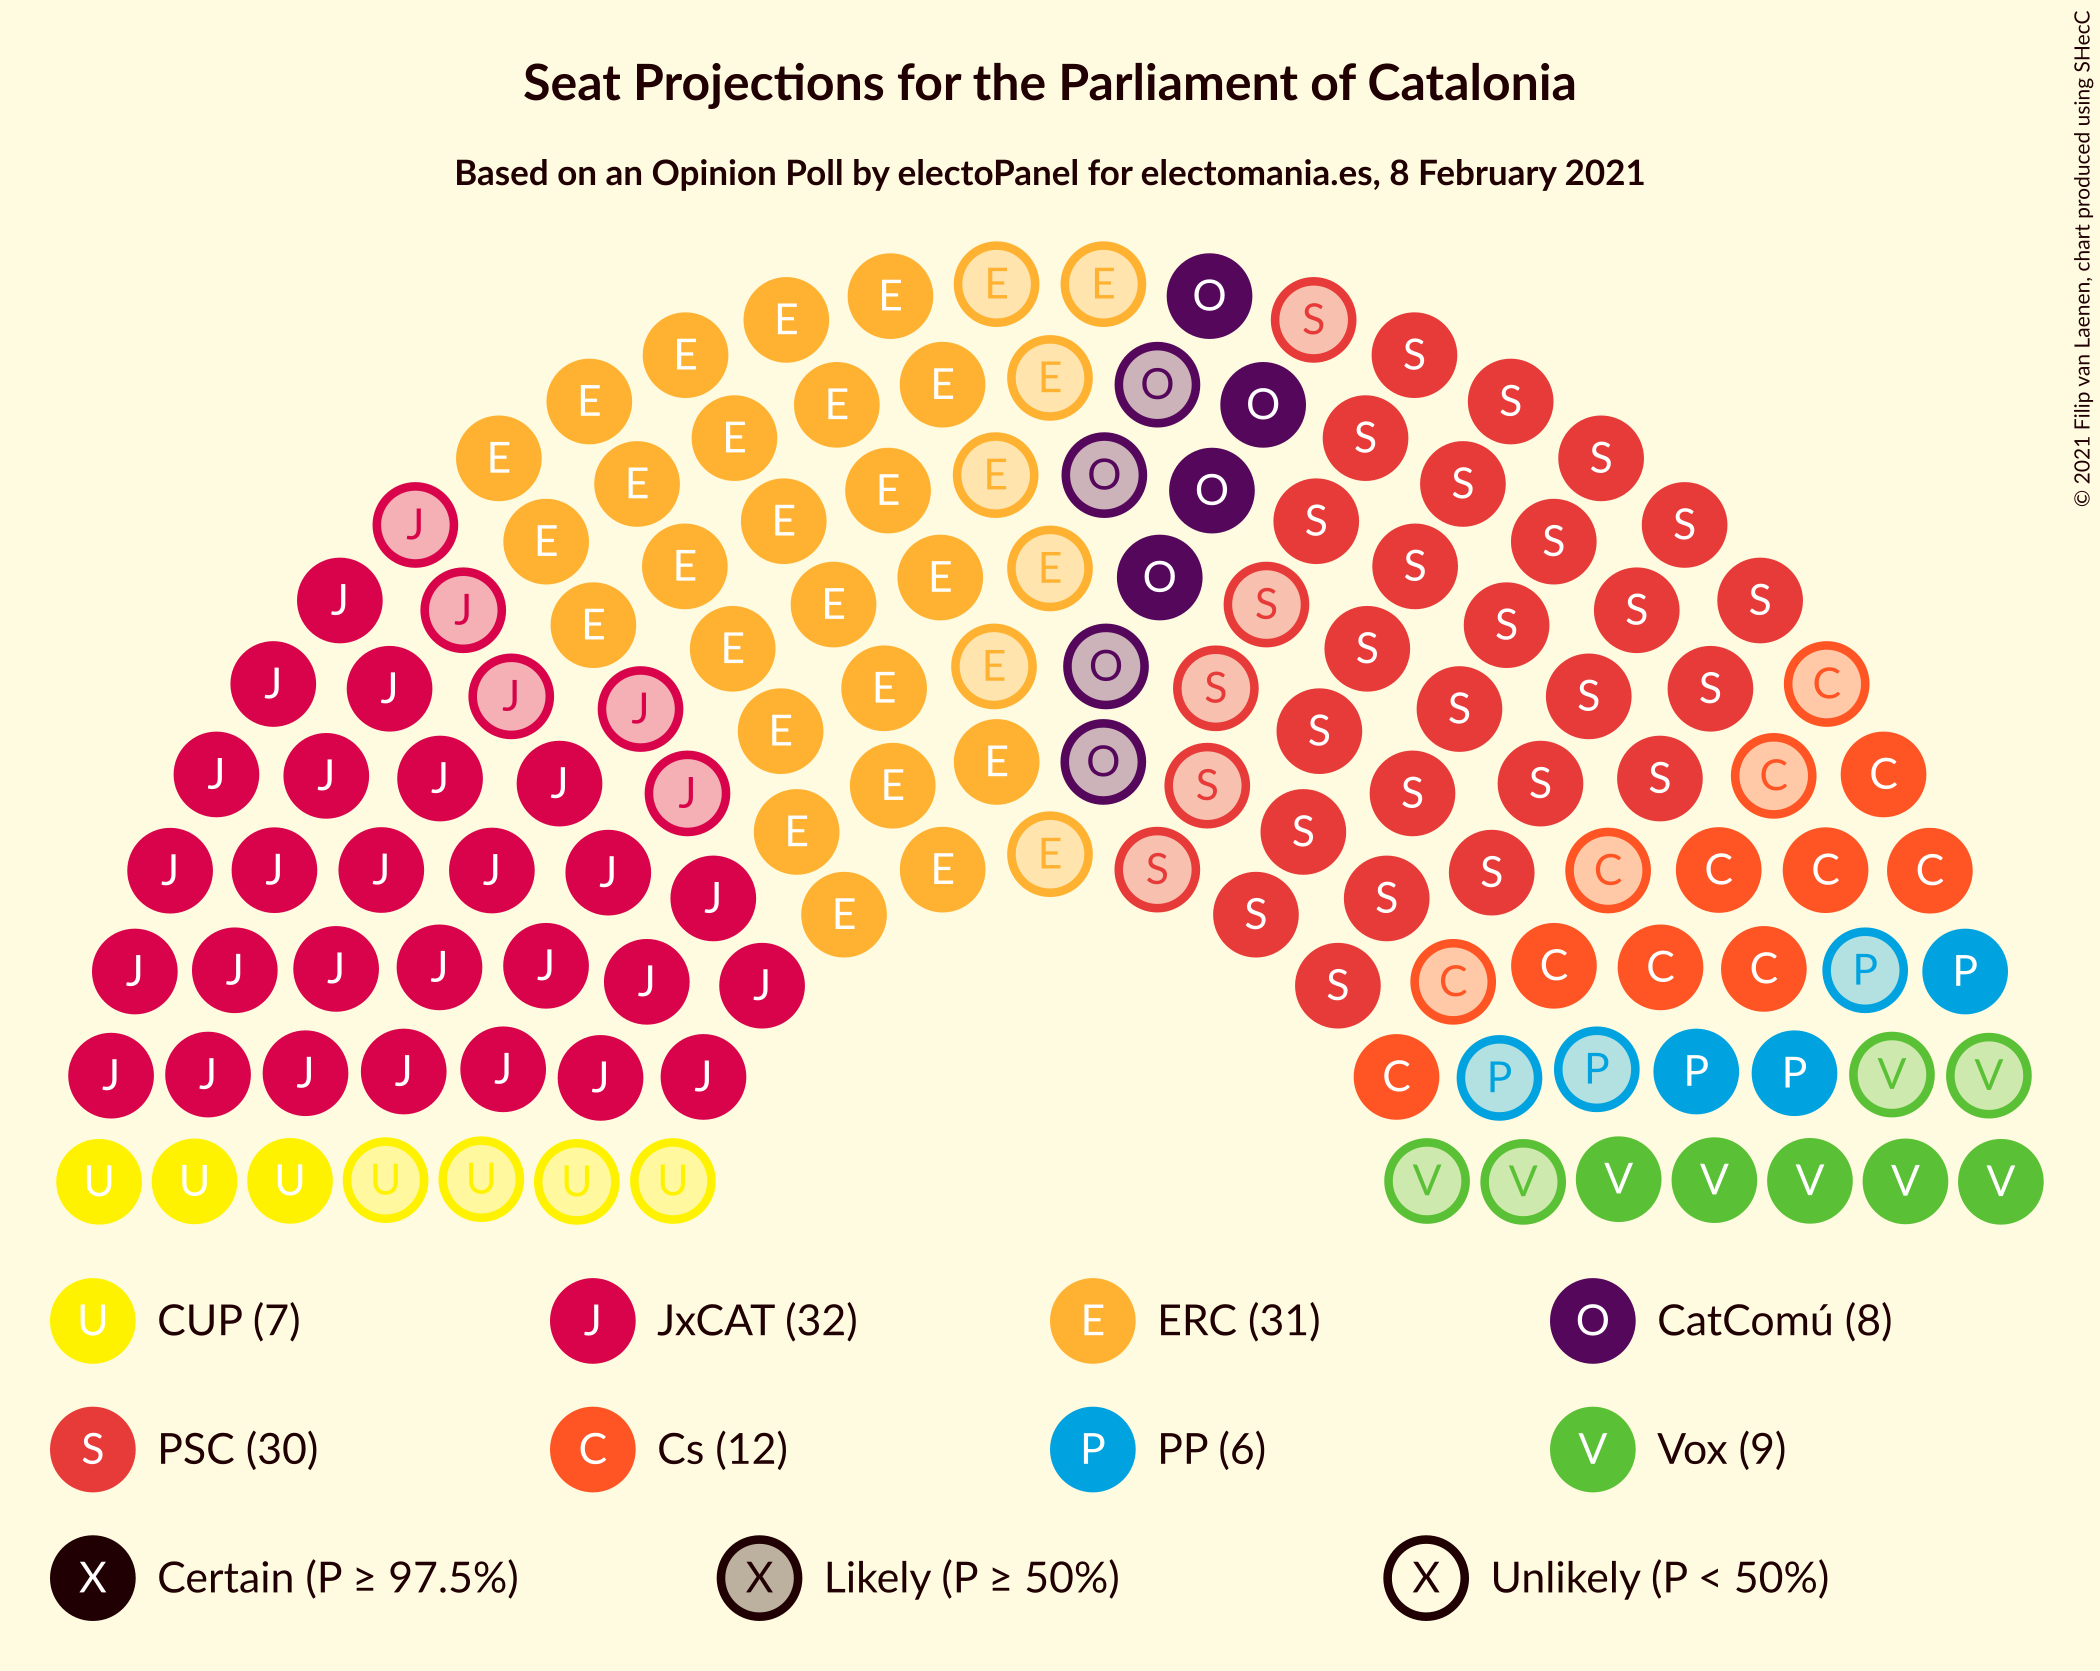 Seat Projections for the Parliament of Catalonia
Based on an Opinion Poll by electoPanel for electomania.es, 8 February 2021
© 2021 Filip van Laenen, chart produced using SHecC
E E E E O
E S S
E E E O O S
E E S S S
E E E E O O S S S
J E E E S S S
J J E E E O S S S S
J J J J E E E O S S S S S S C
J J J J J E E E O S S S S S C C
J J J J J J E E E S S S S C C C C
J J J J J J J E S S C C C C P P
J J J J J J J C P P P P V V
U U U U U U U V V V V V V V
U CUP (7) J JxCAT (32) E ERC (31) O CatComú (8)
S PSC (30) C Cs (12) P PP (6) V Vox (9)
X Certain (P ≥ 97.5%) X Likely (P ≥ 50%) X Unlikely (P < 50%)